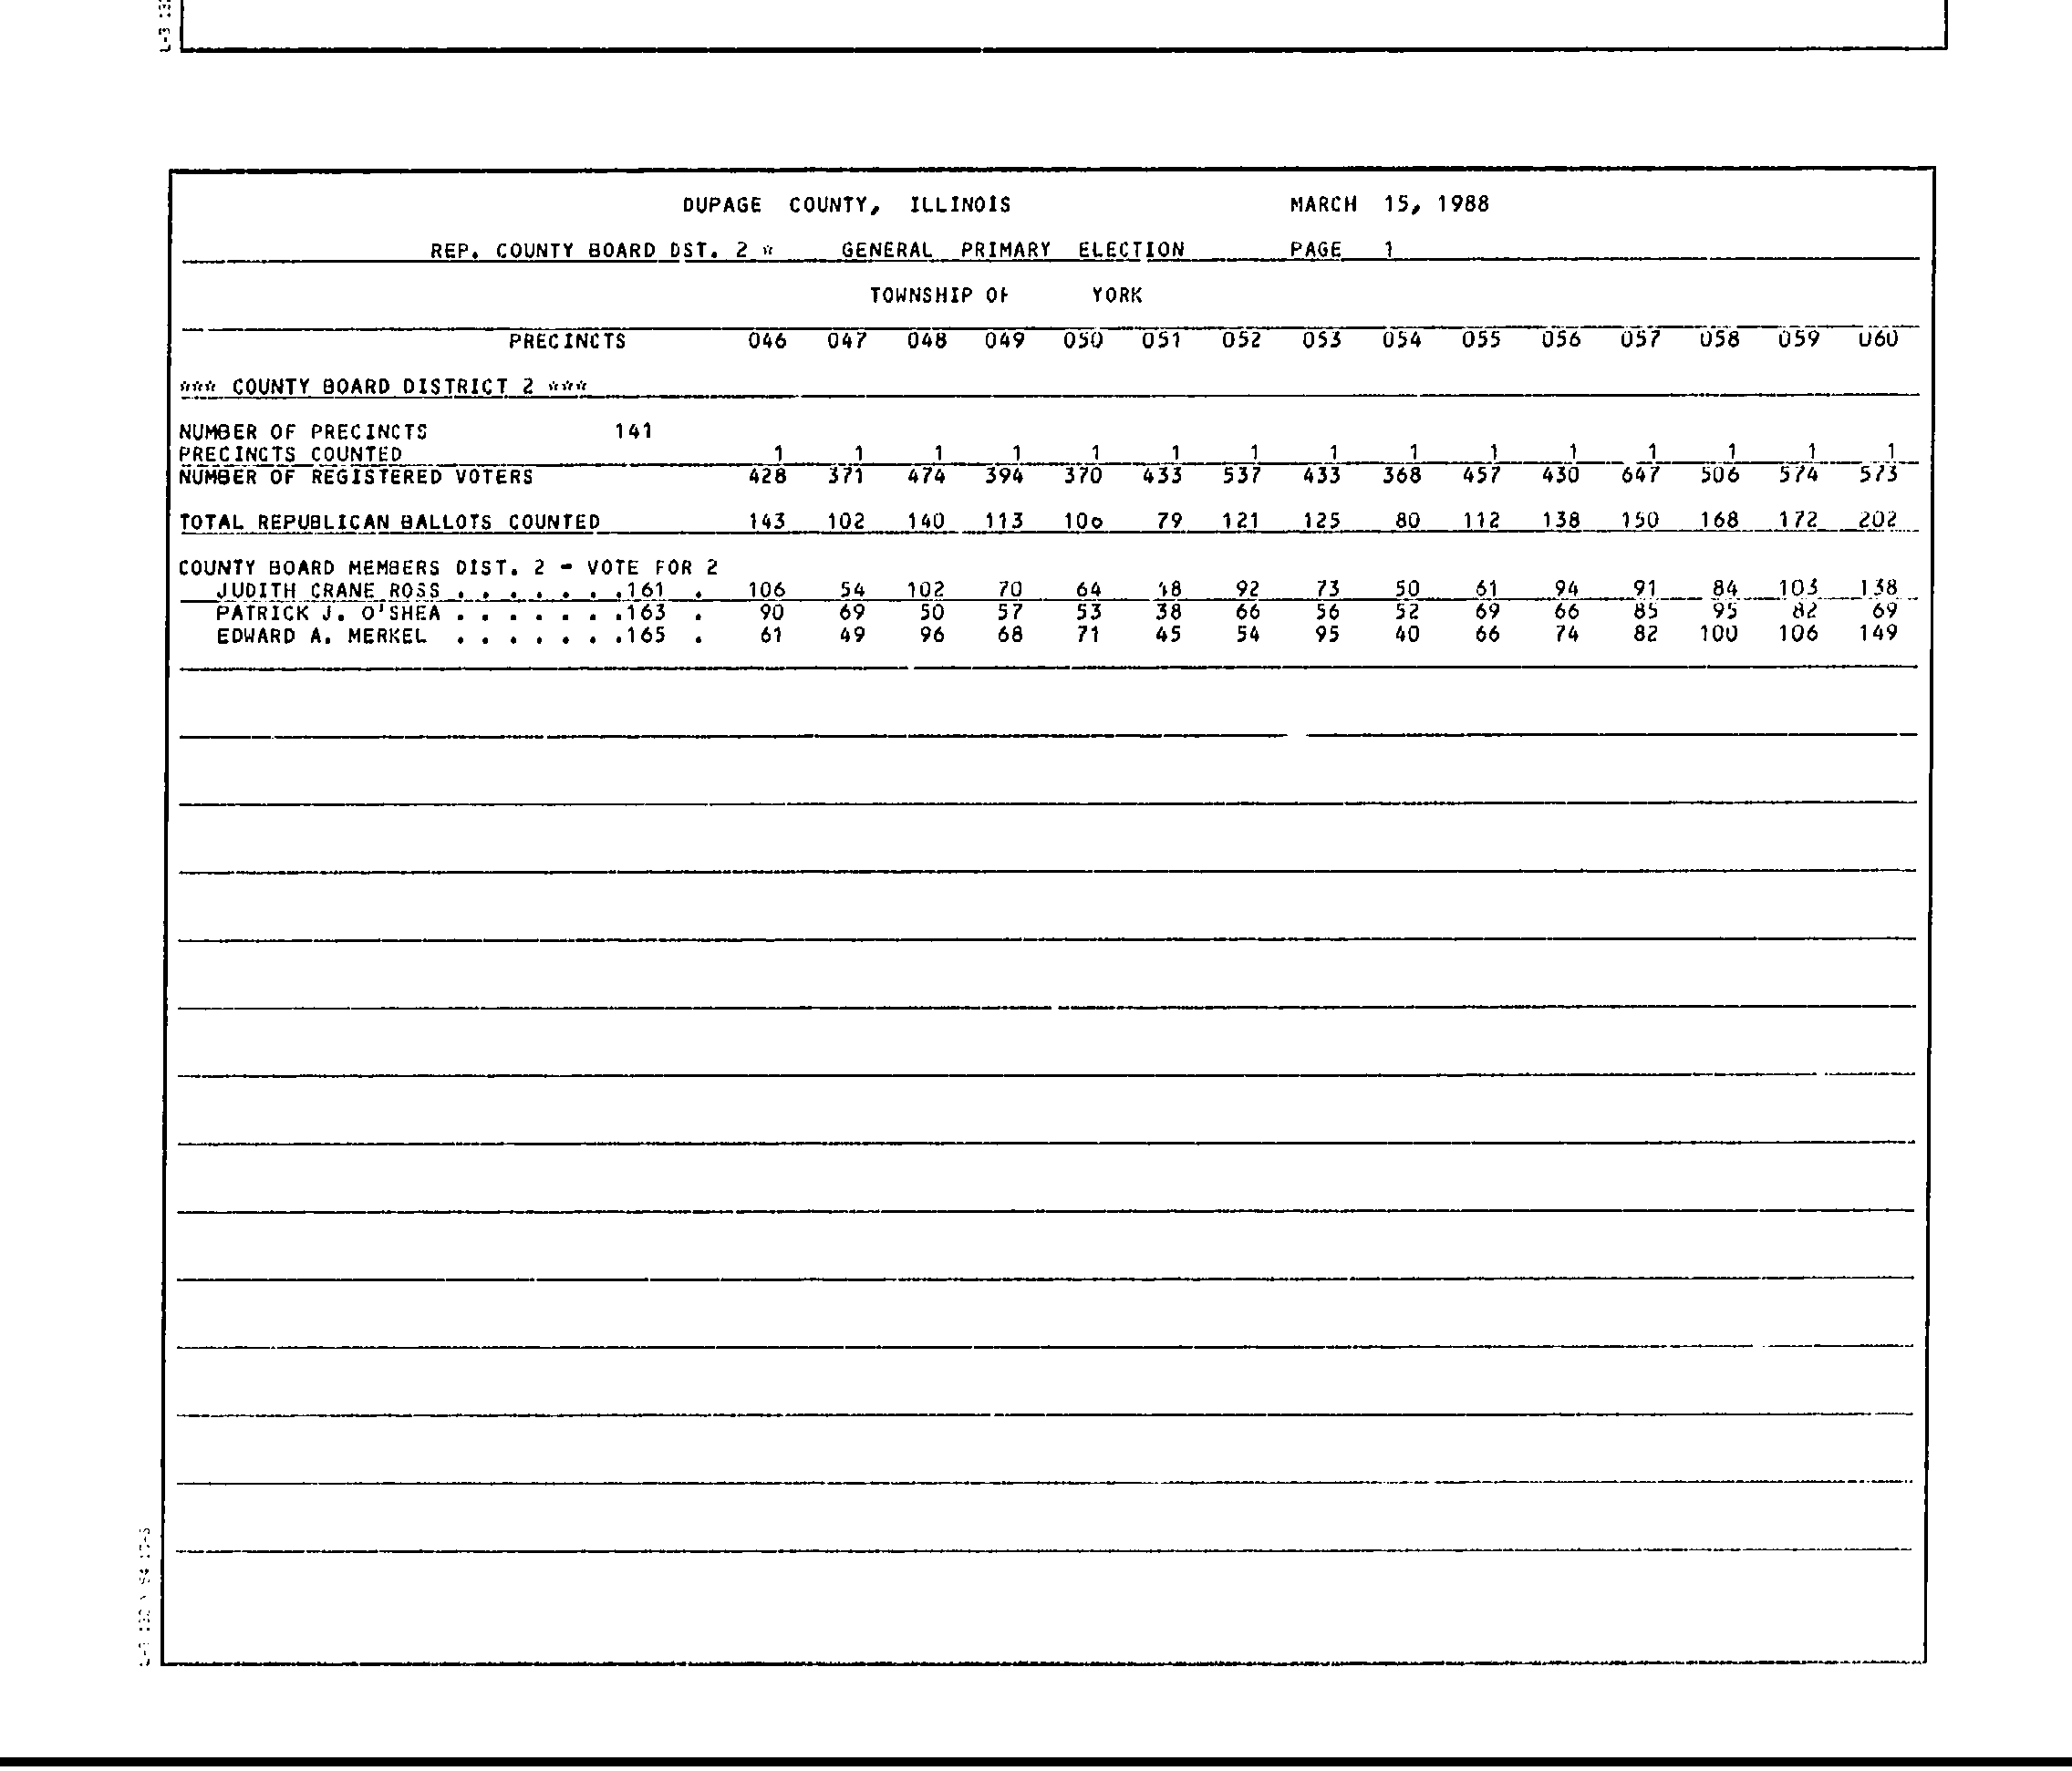 DUPAGE COUNTY, ILLINOIS MARCH 15, 1988
REP. COUNTY BOARD DST. 2 * GENERAL PRIMARY ELECTION PAGE 1
TOWNSHIP OF YORK
PRECINCTS 046 047 048 049 050 051 052 053 054 055 056 057 058 059 060
*** COUNTY BOARD DISTRICT 2 ***
NUMBER OF PRECINCTS 141
PRECINCTS COUNTED 1 1 1 1 1 1 1 1 1 1 1 1 1 1 1
NUMBER OF REGISTERED VOTERS 428 371 474 394 370 433 537 433 368 457 430 647 506 574 573
TOTAL REPUBLICAN BALLOTS COUNTED 143 102 140 113 106 79 121 125 80 112 138 150 168 172 202
COUNTY BOARD MEMBERS DIST. 2 - VOTE FOR 2
JUDITH CRANE ROSS . . . . . . .161 . 106 54 102 70 64 92 73 50 61 94 91 84 103 138
PATRICK J. O'SHEA . . . . . . .163 . 90 69 50 57 53 38 66 56 52 69 66 85 95 82 69
EDWARD A. MERKEL . . . . . . .165 . 61 49 96 68 71 45 54 95 40 66 74 82 100 106 149